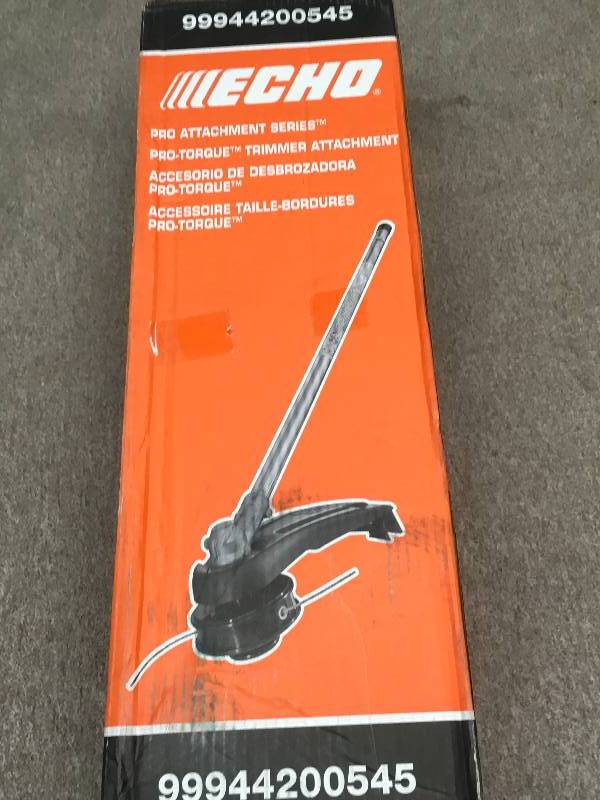 99944200545
ECHO®
PRO ATTACHMENT SERIES™
PRO-TORQUE™ TRIMMER ATTACHMENT
ACCESORIO DE DESBROZADORA
PRO-TORQUE™
ACCESSOIRE TAILLE-BORDURES
PRO-TORQUE™
99944200545